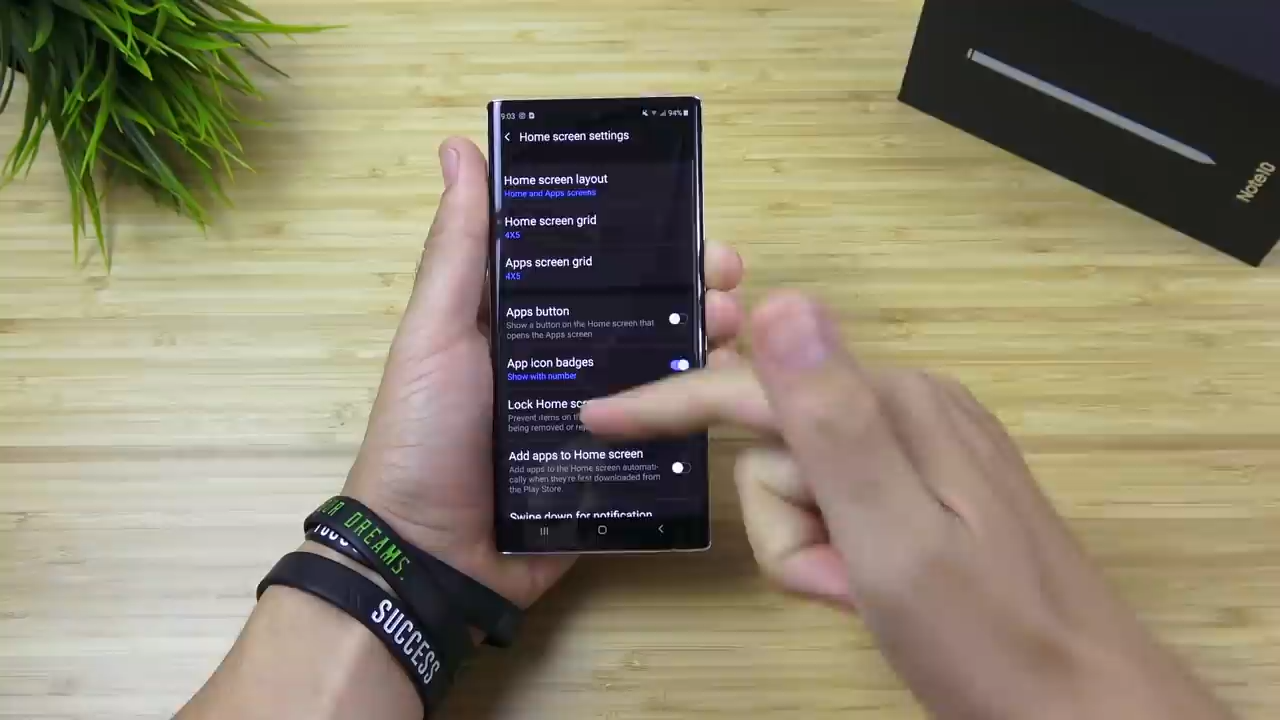 9:03
94%
Home screen settings
Home screen layout
Home and Apps screens
Home screen grid
4X5
Apps screen grid
4X5
Apps button
Show a button on the Home screen that
opens the Apps screen
App icon badges
Show with number
Lock Home
Prevent items on
being removed or
Add apps to Home screen
Add apps to the Home screen automati-
cally when they're first downloaded from
the Play Store.
Swipe down for notification
Note10
DREAMS.
SUCCESS